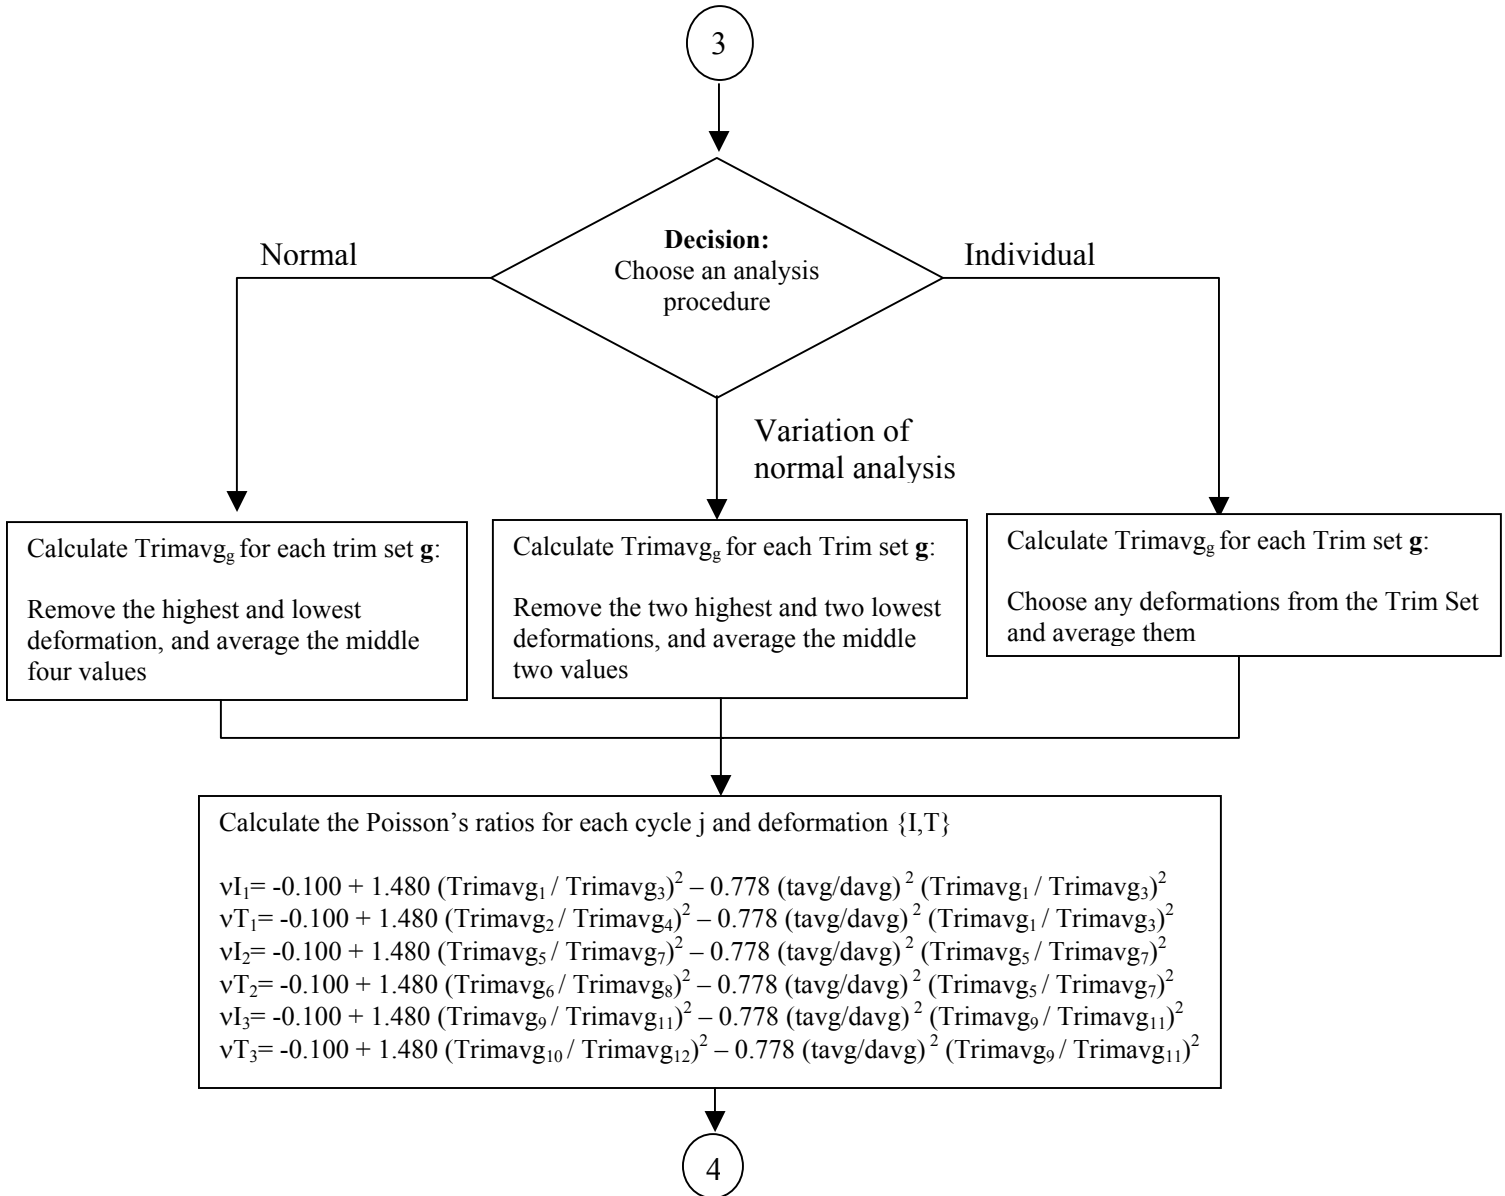 3
Decision:
Choose an analysis
procedure
Normal
Individual
Variation of
normal analysis
Calculate Trimavg_g for each trim set g:
Remove the highest and lowest
deformation, and average the middle
four values
Calculate Trimavg_g for each Trim set g:
Remove the two highest and two lowest
deformations, and average the middle
two values
Calculate Trimavg_g for each Trim set g:
Choose any deformations from the Trim Set
and average them
Calculate the Poisson’s ratios for each cycle j and deformation {I,T}
νI₁= -0.100 + 1.480 (Trimavg₁ / Trimavg₃)² – 0.778 (tavg/davg) ² (Trimavg₁ / Trimavg₃)²
νT₁= -0.100 + 1.480 (Trimavg₂ / Trimavg₄)² – 0.778 (tavg/davg) ² (Trimavg₁ / Trimavg₃)²
νI₂= -0.100 + 1.480 (Trimavg₅ / Trimavg₇)² – 0.778 (tavg/davg) ² (Trimavg₅ / Trimavg₇)²
νT₂= -0.100 + 1.480 (Trimavg₆ / Trimavg₈)² – 0.778 (tavg/davg) ² (Trimavg₅ / Trimavg₇)²
νI₃= -0.100 + 1.480 (Trimavg₉ / Trimavg₁₁)² – 0.778 (tavg/davg) ² (Trimavg₉ / Trimavg₁₁)²
νT₃= -0.100 + 1.480 (Trimavg₁₀ / Trimavg₁₂)² – 0.778 (tavg/davg) ² (Trimavg₉ / Trimavg₁₁)²
4